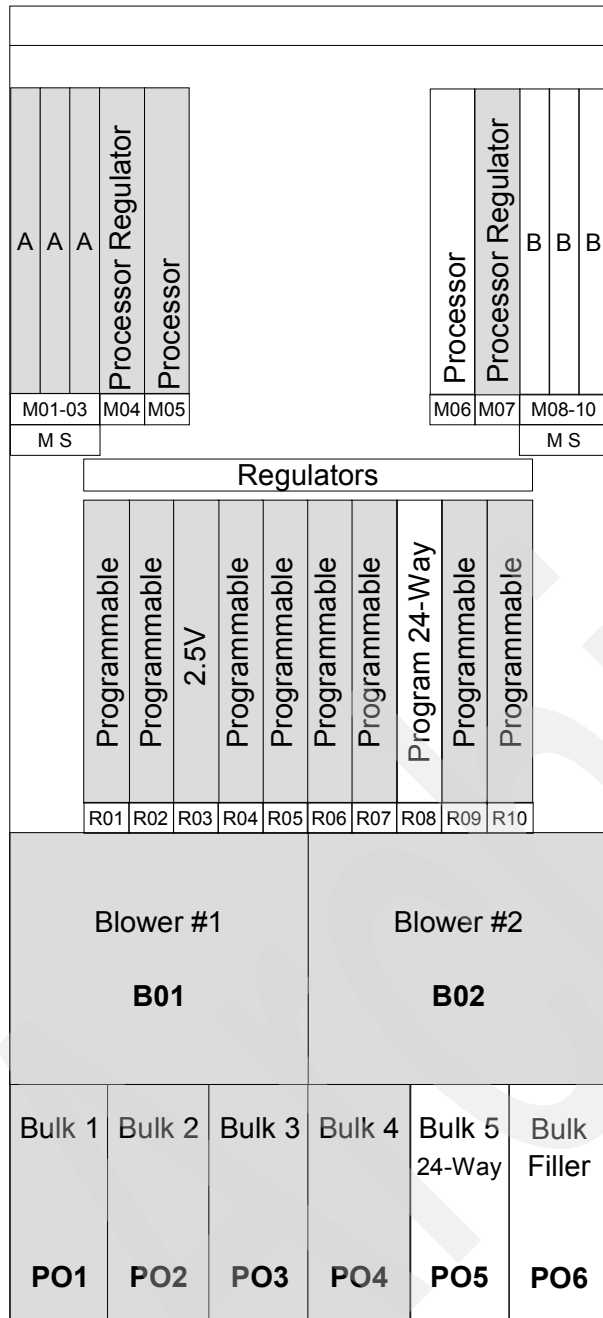 A A A Processor Regulator Processor
Processor Processor Regulator B B B
M01-03 M04 M05
M06 M07 M08-10
M S
M S
Regulators
Programmable Programmable 2.5V Programmable Programmable Programmable Programmable Program 24-Way Programmable Programmable
R01 R02 R03 R04 R05 R06 R07 R08 R09 R10
Blower #1
B01
Blower #2
B02
Bulk 1
PO1
Bulk 2
PO2
Bulk 3
PO3
Bulk 4
PO4
Bulk 5
24-Way
PO5
Bulk
Filler
PO6